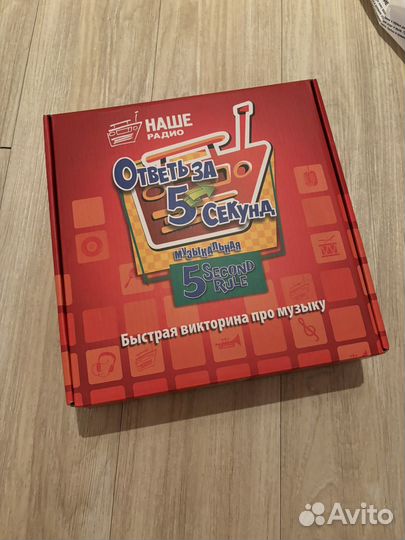 НАШЕ
РАДИО
ОТВЕТЬ ЗА
5 СЕКУНД
МУЗЫКАЛЬНАЯ
5 SECOND
RULE
Быстрая викторина про музыку
Avito